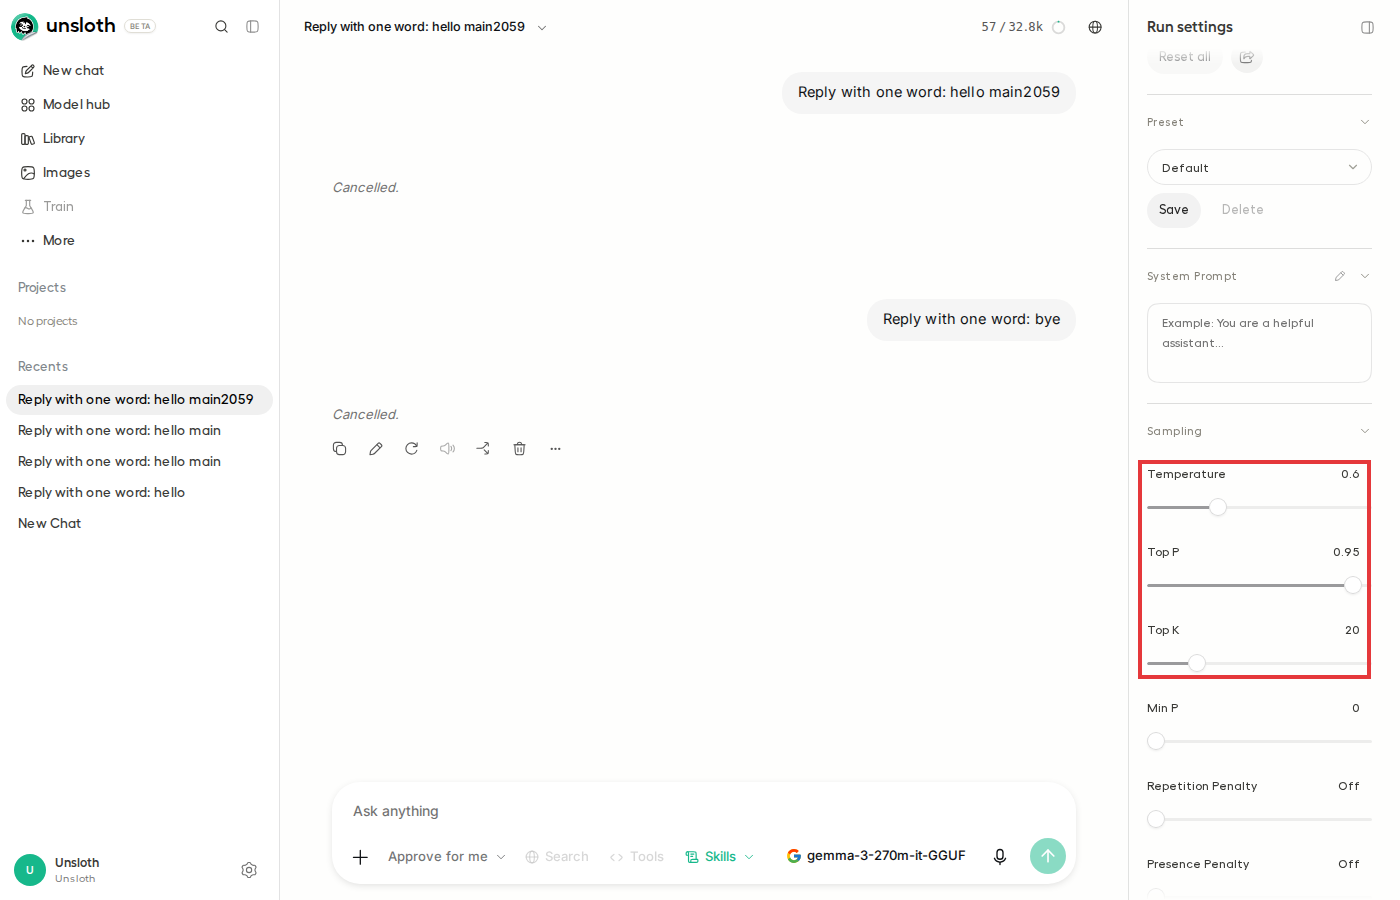 unsloth BETA
New chat
Model hub
Library
Images
Train
More
Projects
No projects
Recents
Reply with one word: hello main2059
Reply with one word: hello main
Reply with one word: hello main
Reply with one word: hello
New Chat
U
Unsloth
Unsloth
Reply with one word: hello main2059
57 / 32.8k
Reply with one word: hello main2059
Cancelled.
Reply with one word: bye
Cancelled.
Ask anything
Approve for me
Search
Tools
Skills
gemma-3-270m-it-GGUF
Run settings
Reset all
Preset
Default
Save
Delete
System Prompt
Example: You are a helpful
assistant...
Sampling
Temperature 0.6
Top P 0.95
Top K 20
Min P 0
Repetition Penalty Off
Presence Penalty Off